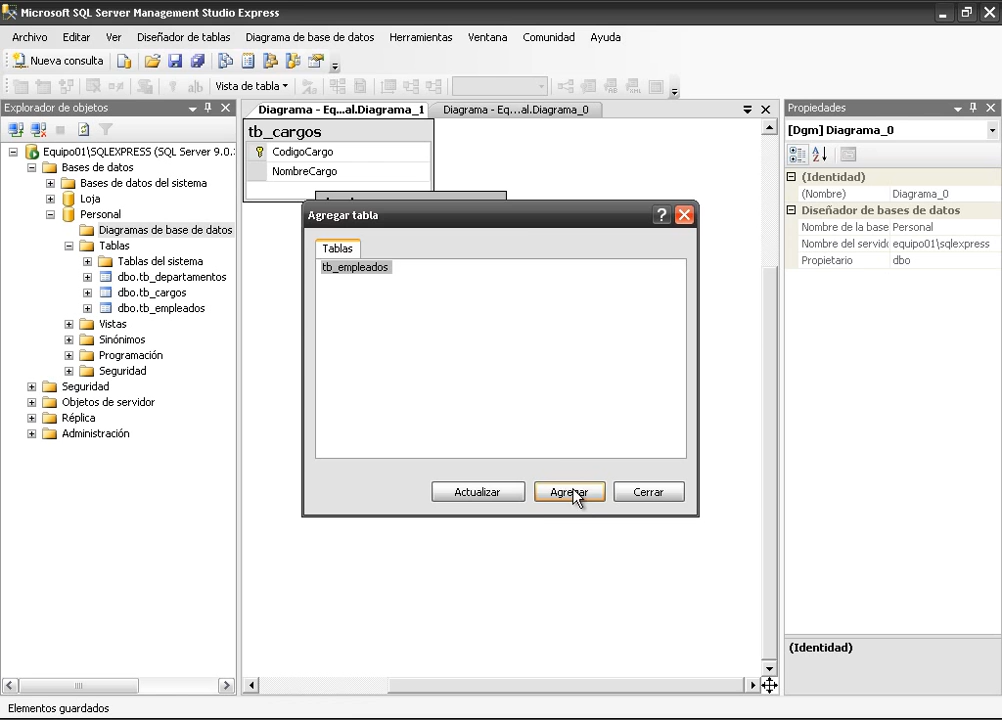 Microsoft SQL Server Management Studio Express
Archivo Editar Ver Diseñador de tablas Diagrama de base de datos Herramientas Ventana Comunidad Ayuda
Nueva consulta
Vista de tabla
Explorador de objetos
Equipo01\SQLEXPRESS (SQL Server 9.0.
Bases de datos
Bases de datos del sistema
Loja
Personal
Diagramas de base de datos
Tablas
Tablas del sistema
dbo.tb_departamentos
dbo.tb_cargos
dbo.tb_empleados
Vistas
Sinónimos
Programación
Seguridad
Seguridad
Objetos de servidor
Réplica
Administración
Diagrama - Eq...al.Diagrama_1 Diagrama - Eq...al.Diagrama_0
tb_cargos
CodigoCargo
NombreCargo
Agregar tabla
Tablas
tb_empleados
Actualizar Agregar Cerrar
Propiedades
[Dgm] Diagrama_0
(Identidad)
(Nombre) Diagrama_0
Diseñador de bases de datos
Nombre de la base Personal
Nombre del servido equipo01\sqlexpress
Propietario dbo
(Identidad)
Elementos guardados